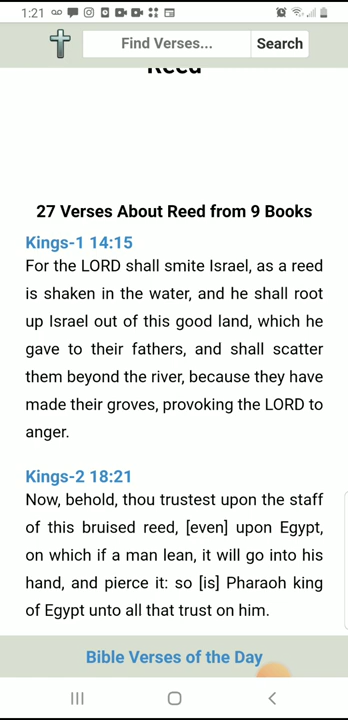 1:21
Find Verses...
Search
Reed
27 Verses About Reed from 9 Books
Kings-1 14:15
For the LORD shall smite Israel, as a reed
is shaken in the water, and he shall root
up Israel out of this good land, which he
gave to their fathers, and shall scatter
them beyond the river, because they have
made their groves, provoking the LORD to
anger.
Kings-2 18:21
Now, behold, thou trustest upon the staff
of this bruised reed, [even] upon Egypt,
on which if a man lean, it will go into his
hand, and pierce it: so [is] Pharaoh king
of Egypt unto all that trust on him.
Bible Verses of the Day